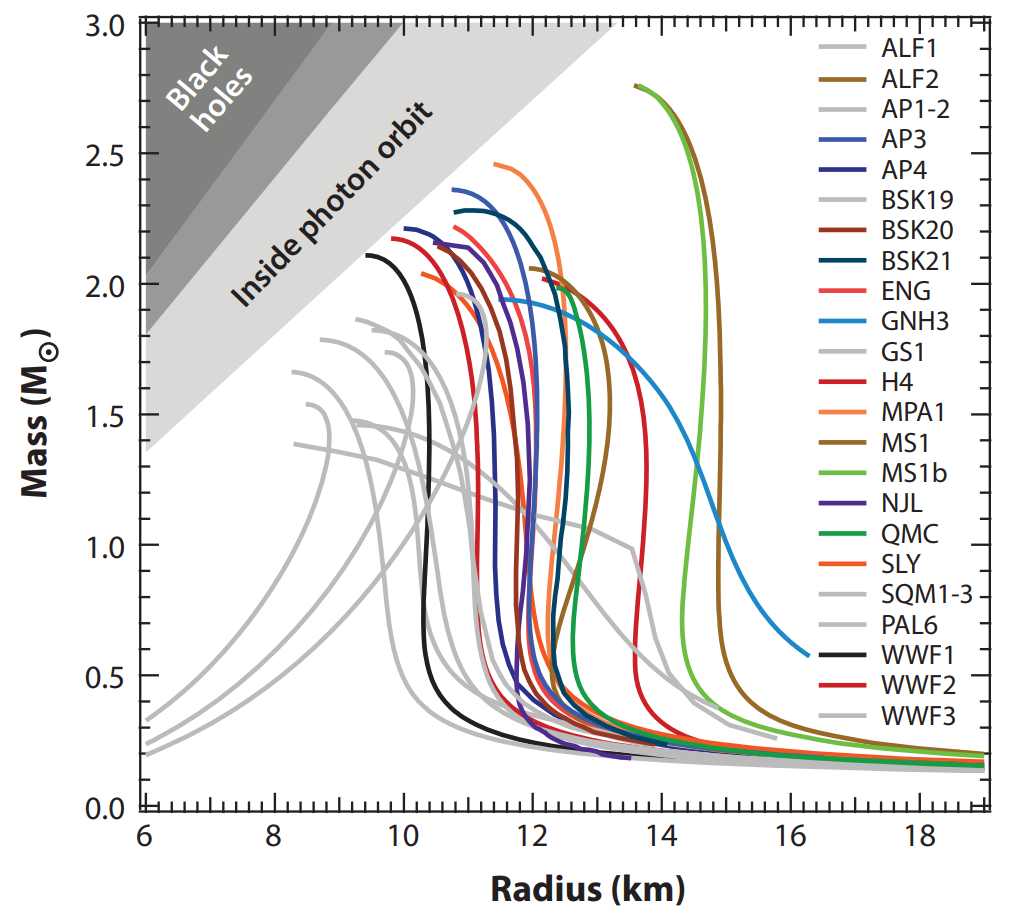 3.0
2.5
2.0
1.5
1.0
0.5
0.0
Mass (M⊙)
Black
holes
Inside photon orbit
ALF1
ALF2
AP1-2
AP3
AP4
BSK19
BSK20
BSK21
ENG
GNH3
GS1
H4
MPA1
MS1
MS1b
NJL
QMC
SLY
SQM1-3
PAL6
WWF1
WWF2
WWF3
6 8 10 12 14 16 18
Radius (km)